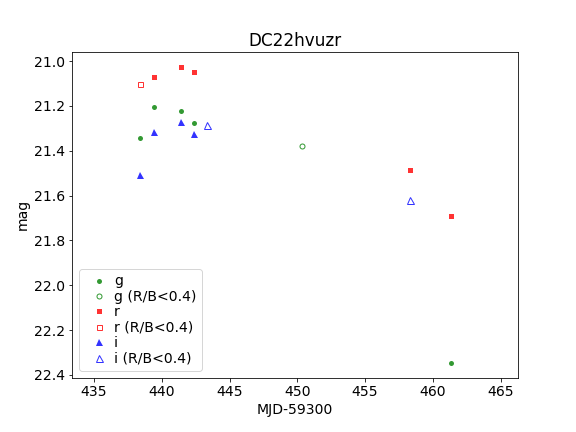 DC22hvuzr
21.0
21.2
21.4
21.6
21.8
22.0
22.2
22.4
mag
g
g (R/B<0.4)
r
r (R/B<0.4)
i
i (R/B<0.4)
435
440
445
450
455
460
465
MJD-59300